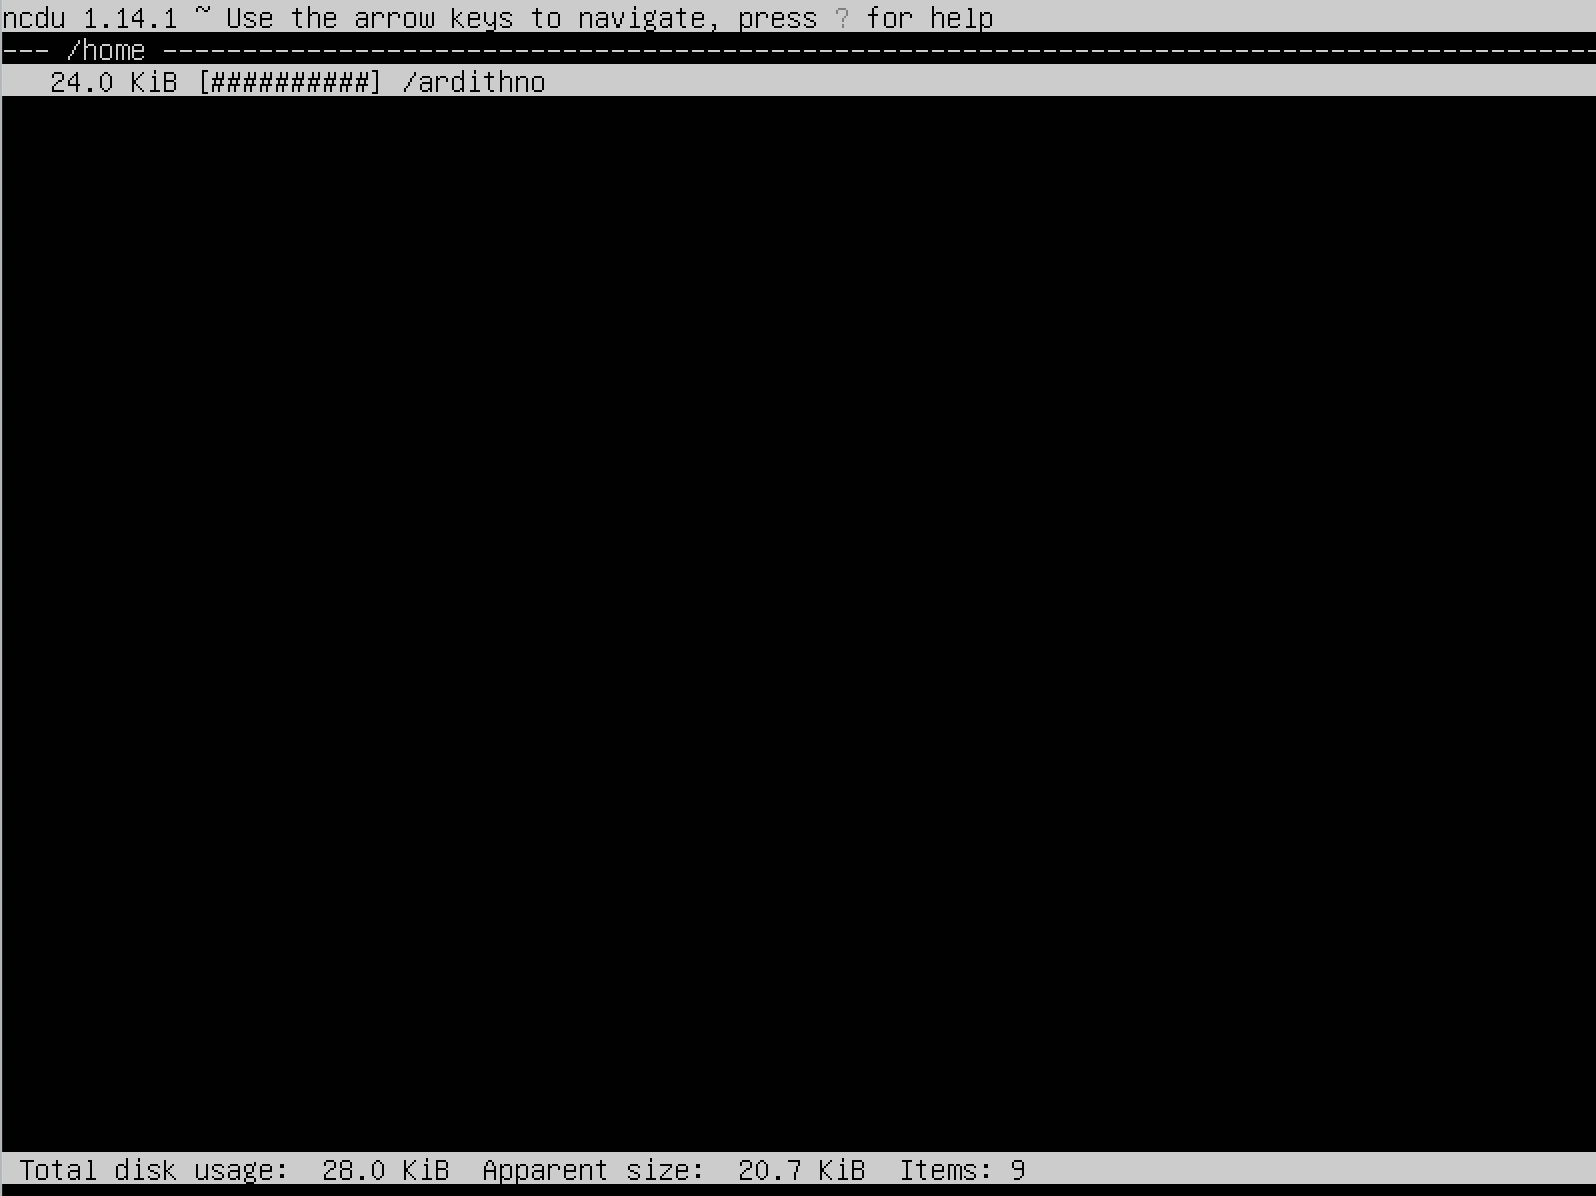 ncdu 1.14.1 ~ Use the arrow keys to navigate, press ? for help
--- /home ------------------------------------------------------------------------------------------
24.0 KiB [##########] /ardithno
Total disk usage: 28.0 KiB Apparent size: 20.7 KiB Items: 9